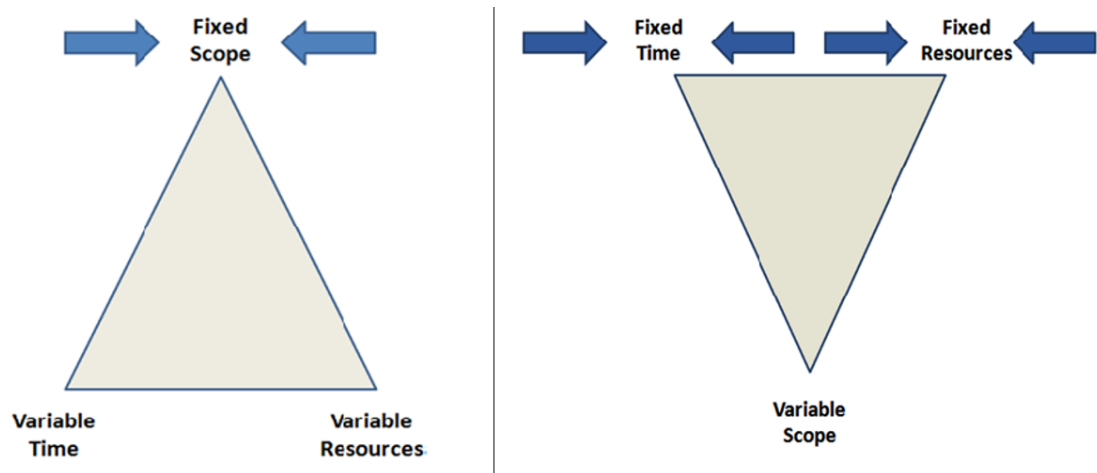 Fixed
Scope
Variable
Time
Variable
Resources
Fixed
Time
Fixed
Resources
Variable
Scope